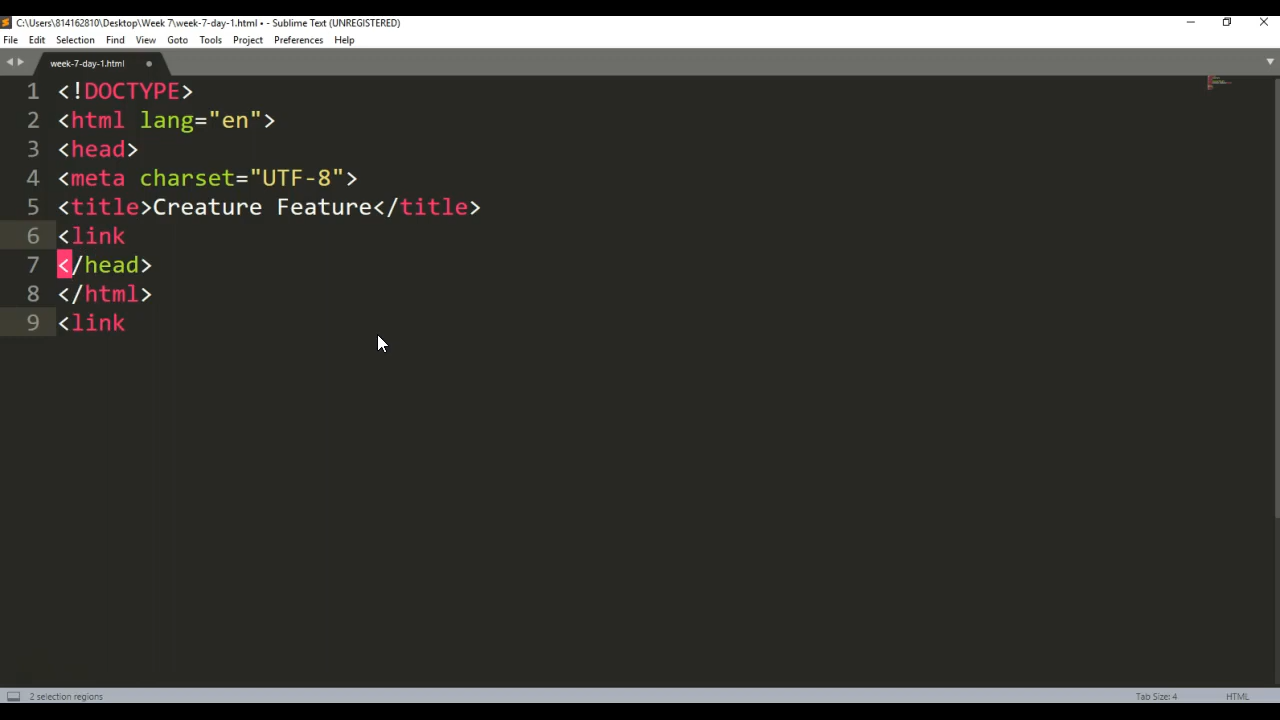 C:\Users\814162810\Desktop\Week 7\week-7-day-1.html • - Sublime Text (UNREGISTERED)
File Edit Selection Find View Goto Tools Project Preferences Help
week-7-day-1.html
1 <!DOCTYPE>
2 <html lang="en">
3 <head>
4 <meta charset="UTF-8">
5 <title>Creature Feature</title>
6 <link
7 </head>
8 </html>
9 <link
2 selection regions Tab Size: 4 HTML